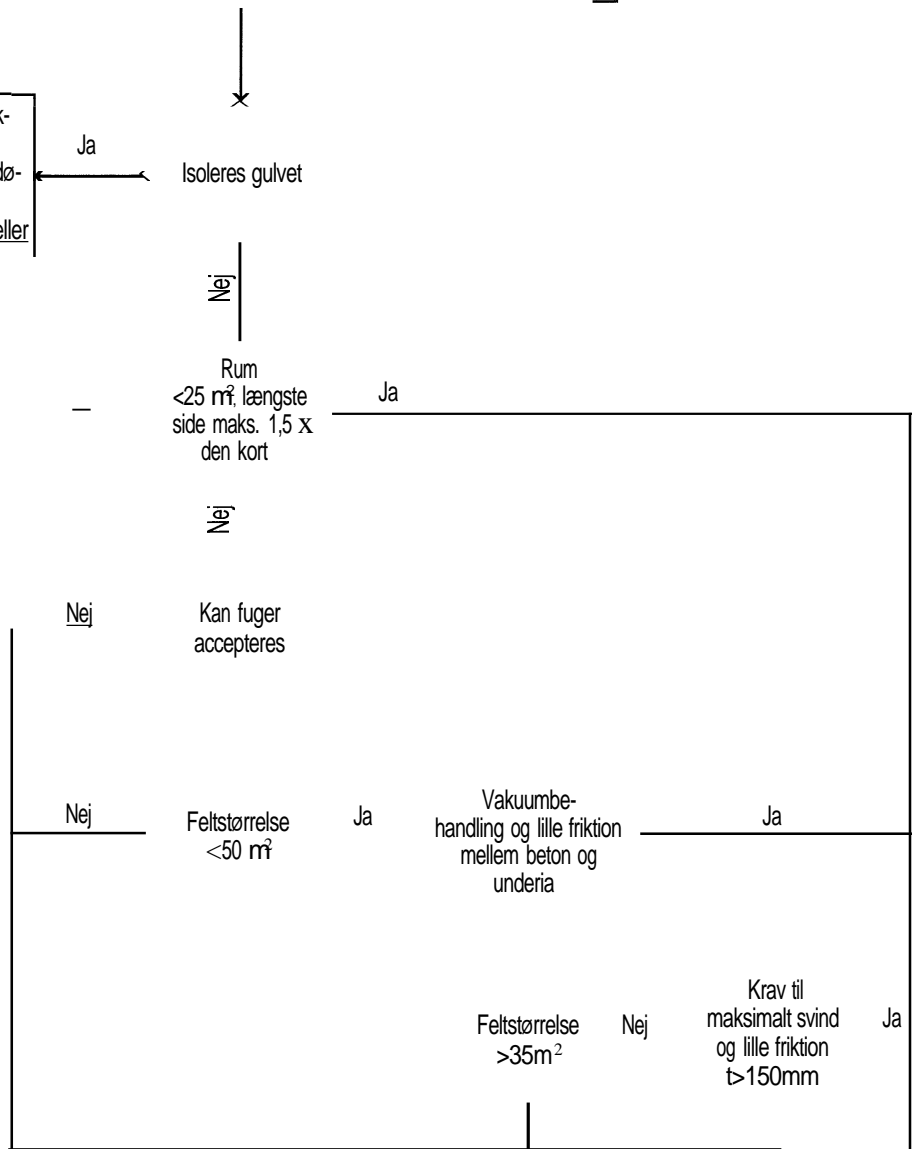 k-
Ja
dø-
Isoleres gulvet
eller
Nej
Rum
<25 m², længste
side maks. 1,5 x
den kort
Ja
Nej
Nej
Kan fuger
accepteres
Nej
Feltstørrelse
<50 m²
Ja
Vakuumbe-
handling og lille friktion
mellem beton og
underia
Ja
Feltstørrelse
>35m²
Nej
Krav til
maksimalt svind
og lille friktion
t>150mm
Ja